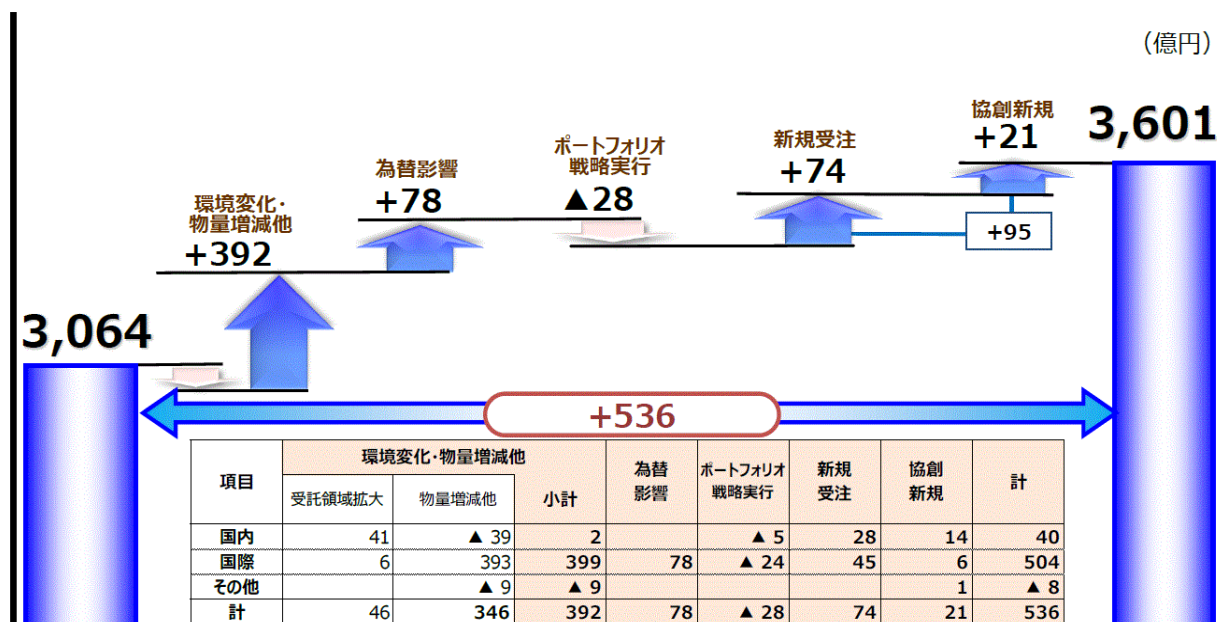 （億円）
協創新規
+21
3,601
新規受注
+74
ポートフォリオ
戦略実行
▲28
為替影響
+78
環境変化・
物量増減他
+392
+95
3,064
+536
項目 環境変化・物量増減他 為替影響 ポートフォリオ戦略実行 新規受注 協創新規 計
受託領域拡大 物量増減他 小計
国内 41 ▲ 39 2 ▲ 5 28 14 40
国際 6 393 399 78 ▲ 24 45 6 504
その他 ▲ 9 ▲ 9 1 ▲ 8
計 46 346 392 78 ▲ 28 74 21 536